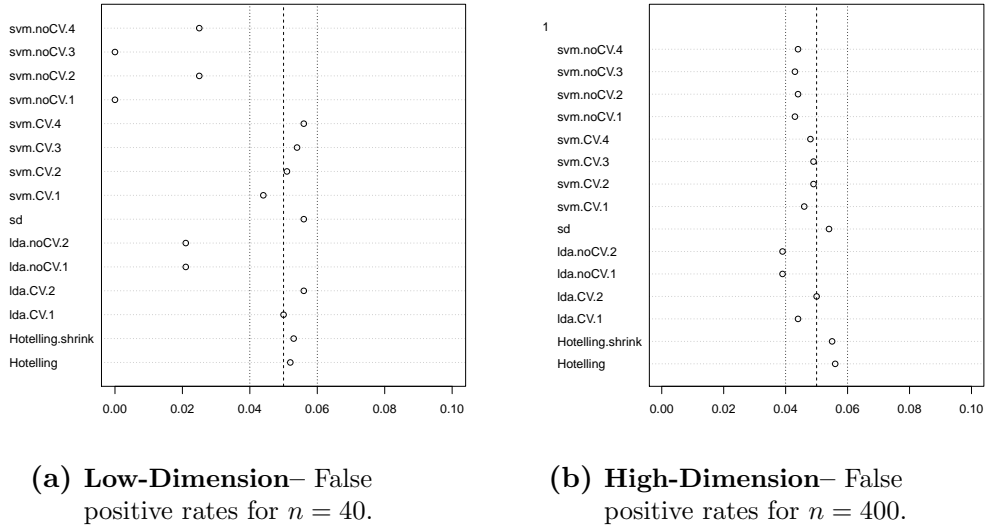 svm.noCV.4
svm.noCV.3
svm.noCV.2
svm.noCV.1
svm.CV.4
svm.CV.3
svm.CV.2
svm.CV.1
sd
lda.noCV.2
lda.noCV.1
lda.CV.2
lda.CV.1
Hotelling.shrink
Hotelling
0.00 0.02 0.04 0.06 0.08 0.10
(a) Low-Dimension– False
positive rates for n = 40.
1
svm.noCV.4
svm.noCV.3
svm.noCV.2
svm.noCV.1
svm.CV.4
svm.CV.3
svm.CV.2
svm.CV.1
sd
lda.noCV.2
lda.noCV.1
lda.CV.2
lda.CV.1
Hotelling.shrink
Hotelling
0.00 0.02 0.04 0.06 0.08 0.10
(b) High-Dimension– False
positive rates for n = 400.